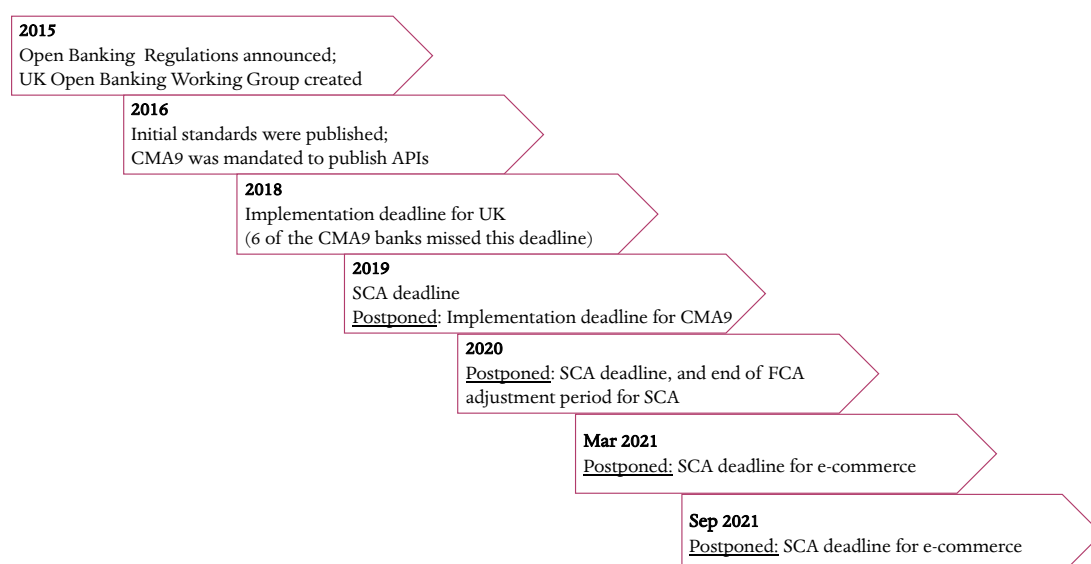 2015
Open Banking Regulations announced;
UK Open Banking Working Group created
2016
Initial standards were published;
CMA9 was mandated to publish APIs
2018
Implementation deadline for UK
(6 of the CMA9 banks missed this deadline)
2019
SCA deadline
Postponed: Implementation deadline for CMA9
2020
Postponed: SCA deadline, and end of FCA
adjustment period for SCA
Mar 2021
Postponed: SCA deadline for e-commerce
Sep 2021
Postponed: SCA deadline for e-commerce